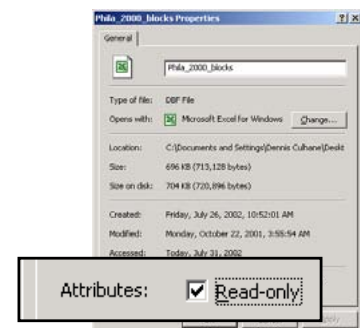 Phila_2000_blocks Properties ? X
General
Phila_2000_blocks
Type of file: DBF File
Opens with: Microsoft Excel for Windows Change...
Location: C:\Documents and Settings\Dennis Culhane\Deskt
Size: 696 KB (713,128 bytes)
Size on disk: 704 KB (720,896 bytes)
Created: Friday, July 26, 2002, 10:52:01 AM
Modified: Monday, October 22, 2001, 3:55:54 AM
Accessed: Today, July 31, 2002
Attributes: Read-only